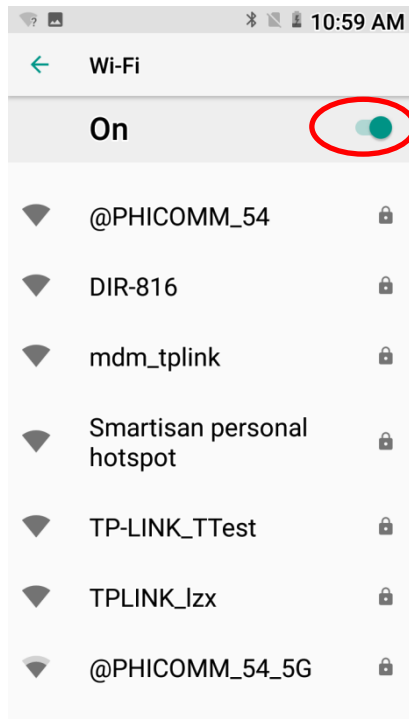 10:59 AM
Wi-Fi
On
@PHICOMM_54
DIR-816
mdm_tplink
Smartisan personal
hotspot
TP-LINK_TTest
TPLINK_lzx
@PHICOMM_54_5G